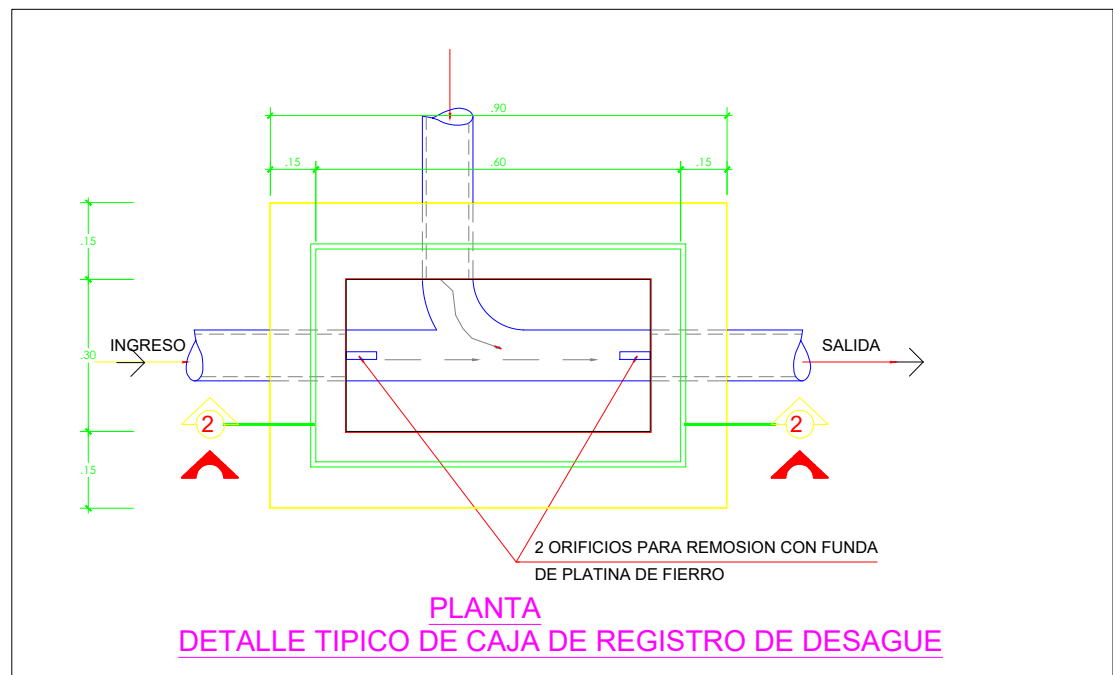 .90
.15 .60 .15
.15
INGRESO
.30
SALIDA
2
2
.15
2 ORIFICIOS PARA REMOSION CON FUNDA
DE PLATINA DE FIERRO
PLANTA
DETALLE TIPICO DE CAJA DE REGISTRO DE DESAGUE